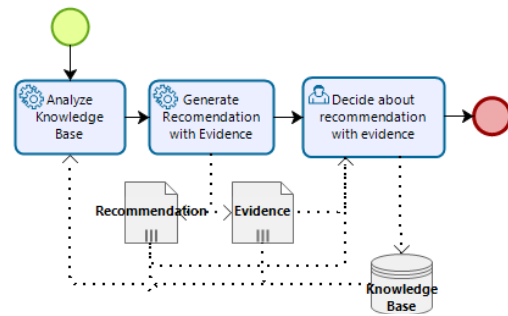 Analyze
Knowledge
Base
Generate
Recomendation
with Evidence
Decide about
recommendation
with evidence
Recommendation
Evidence
Knowledge
Base